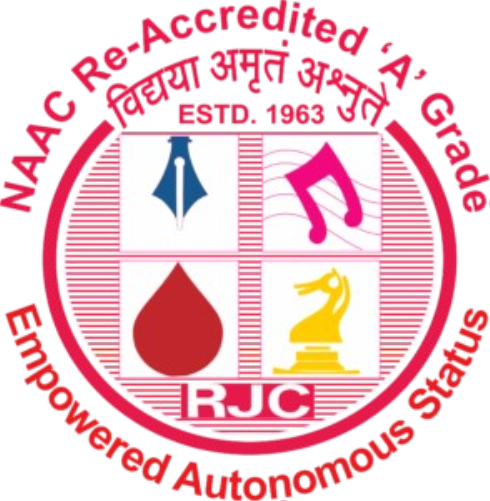 NAAC Re-Accredited ‘A’ Grade
विद्यया अमृतं अश्नुते
ESTD. 1963
RJC
Empowered Autonomous Status